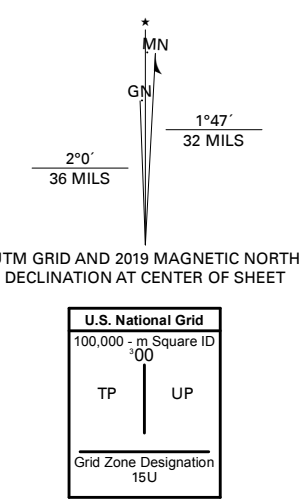 ★
MN
GN
1°47´
32 MILS
2°0´
36 MILS
UTM GRID AND 2019 MAGNETIC NORTH
DECLINATION AT CENTER OF SHEET
U.S. National Grid
100,000 - m Square ID
³00
TP UP
Grid Zone Designation
15U